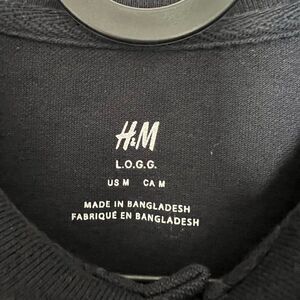 H&M
L.O.G.G.
US M CA M
MADE IN BANGLADESH
FABRIQUÉ EN BANGLADESH